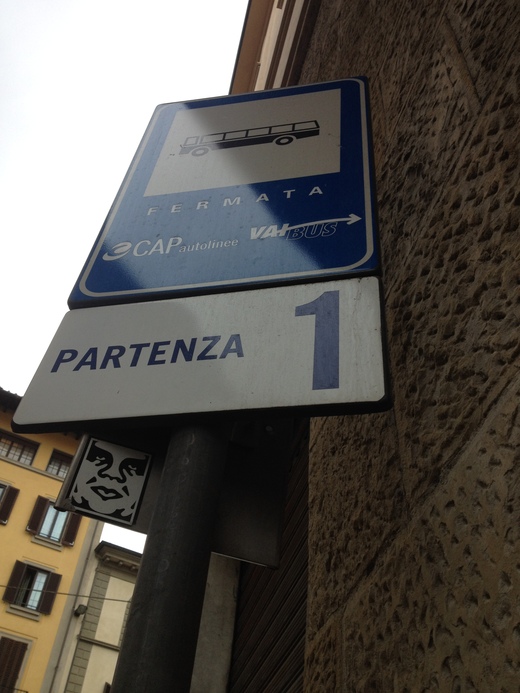 FERMATA
CAP autolinee VAIBUS
PARTENZA 1